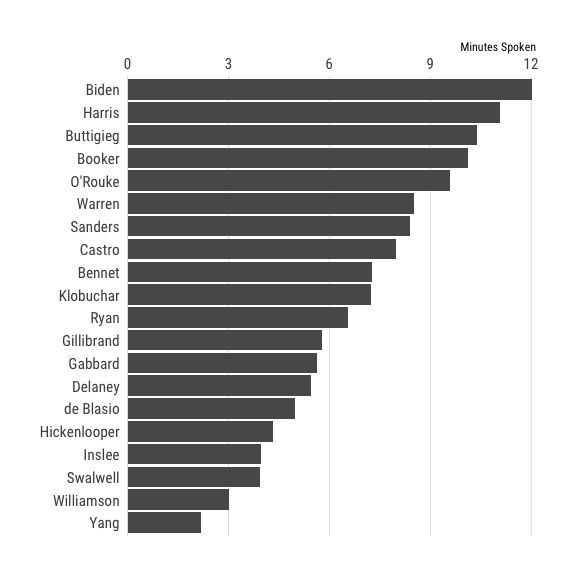 Minutes Spoken
0 3 6 9 12
Biden
Harris
Buttigieg
Booker
O'Rouke
Warren
Sanders
Castro
Bennet
Klobuchar
Ryan
Gillibrand
Gabbard
Delaney
de Blasio
Hickenlooper
Inslee
Swalwell
Williamson
Yang